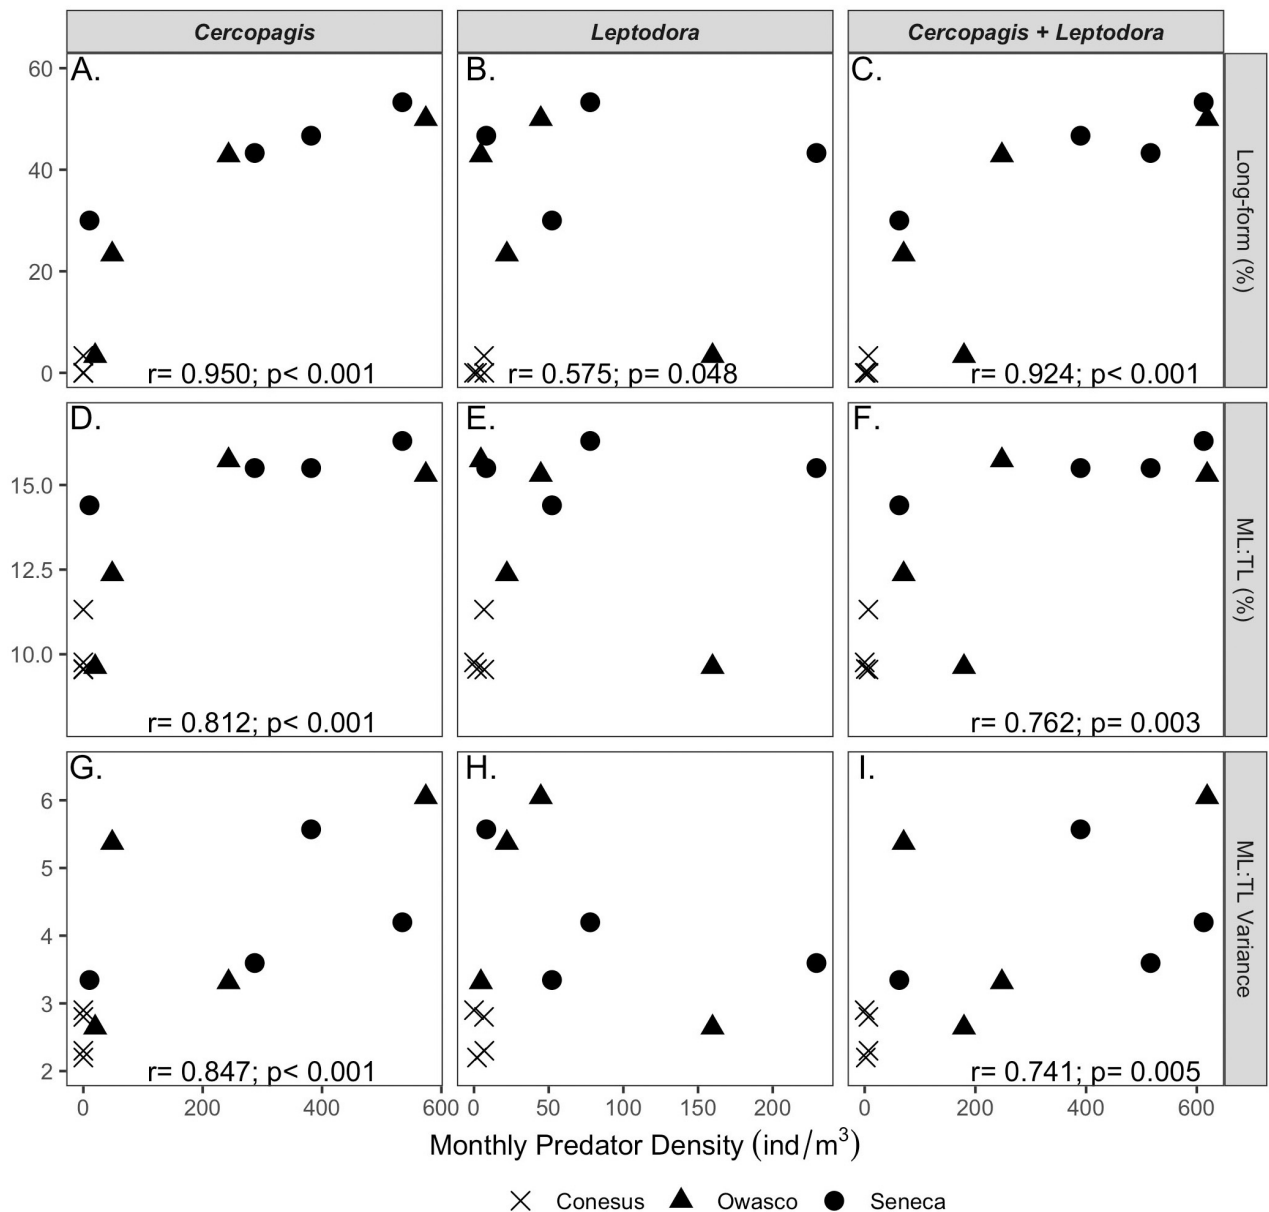 Cercopagis
Leptodora
Cercopagis + Leptodora
A.
B.
C.
60
40
20
0
r= 0.950; p< 0.001
r= 0.575; p= 0.048
r= 0.924; p< 0.001
Long-form (%)
D.
E.
F.
15.0
12.5
10.0
r= 0.812; p< 0.001
r= 0.762; p= 0.003
ML:TL (%)
G.
H.
I.
6
5
4
3
2
r= 0.847; p< 0.001
r= 0.741; p= 0.005
ML:TL Variance
0 200 400 600
0 50 100 150 200
0 200 400 600
Monthly Predator Density (ind/m³)
Conesus Owasco Seneca